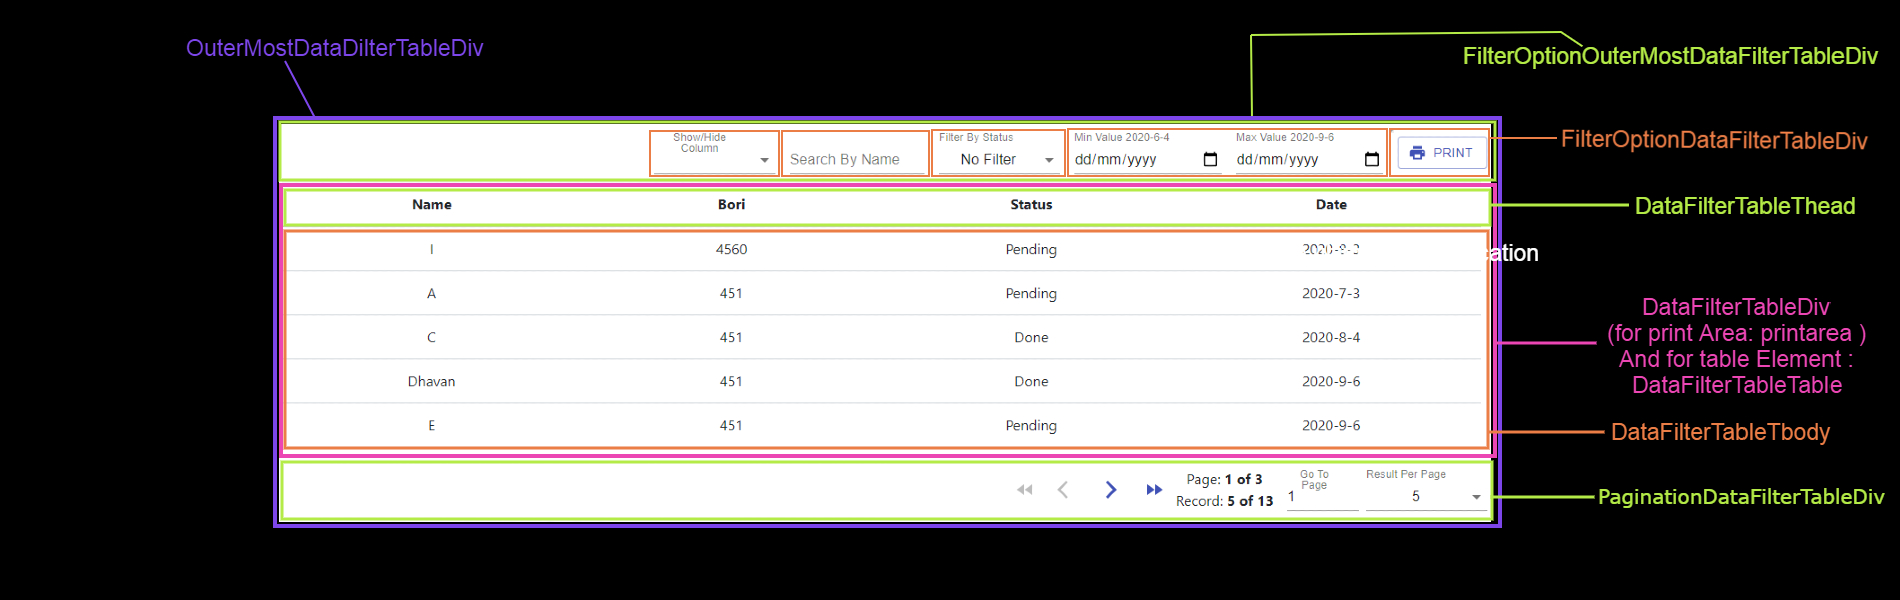 OuterMostDataDilterTableDiv
FilterOptionOuterMostDataFilterTableDiv
Show/Hide
Column
Search By Name
Filter By Status
No Filter
Min Value 2020-6-4
dd/mm/yyyy
Max Value 2020-9-6
dd/mm/yyyy
PRINT
FilterOptionDataFilterTableDiv
Name Bori Status Date
DataFilterTableThead
I 4560 Pending
A 451 Pending 2020-7-3
C 451 Done 2020-8-4
Dhavan 451 Done 2020-9-6
E 451 Pending 2020-9-6
DataFilterTableDiv
(for print Area: printarea )
And for table Element :
DataFilterTableTable
DataFilterTableTbody
Page: 1 of 3
Record: 5 of 13
Go To
Page
1
Result Per Page
5
PaginationDataFilterTableDiv